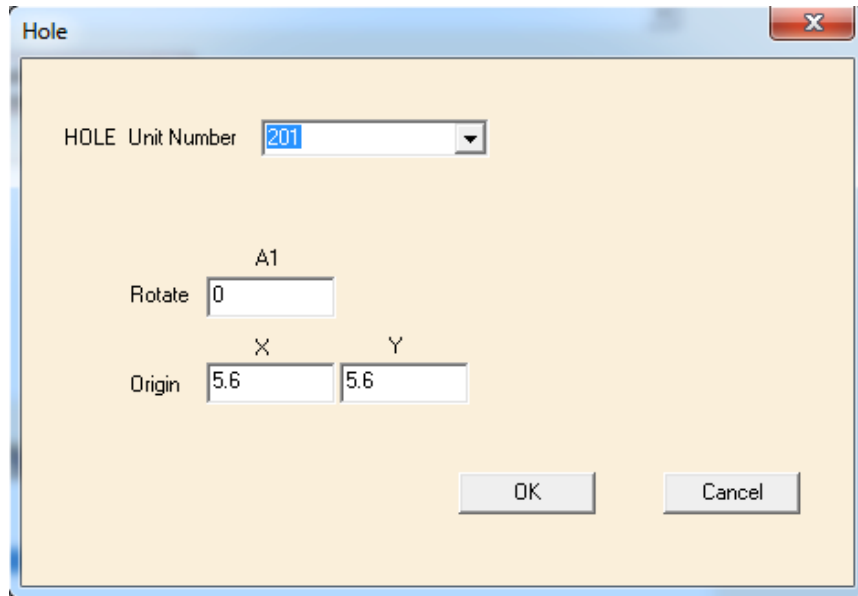 Hole
HOLE Unit Number 201
A1
Rotate 0
X Y
Origin 5.6 5.6
OK Cancel